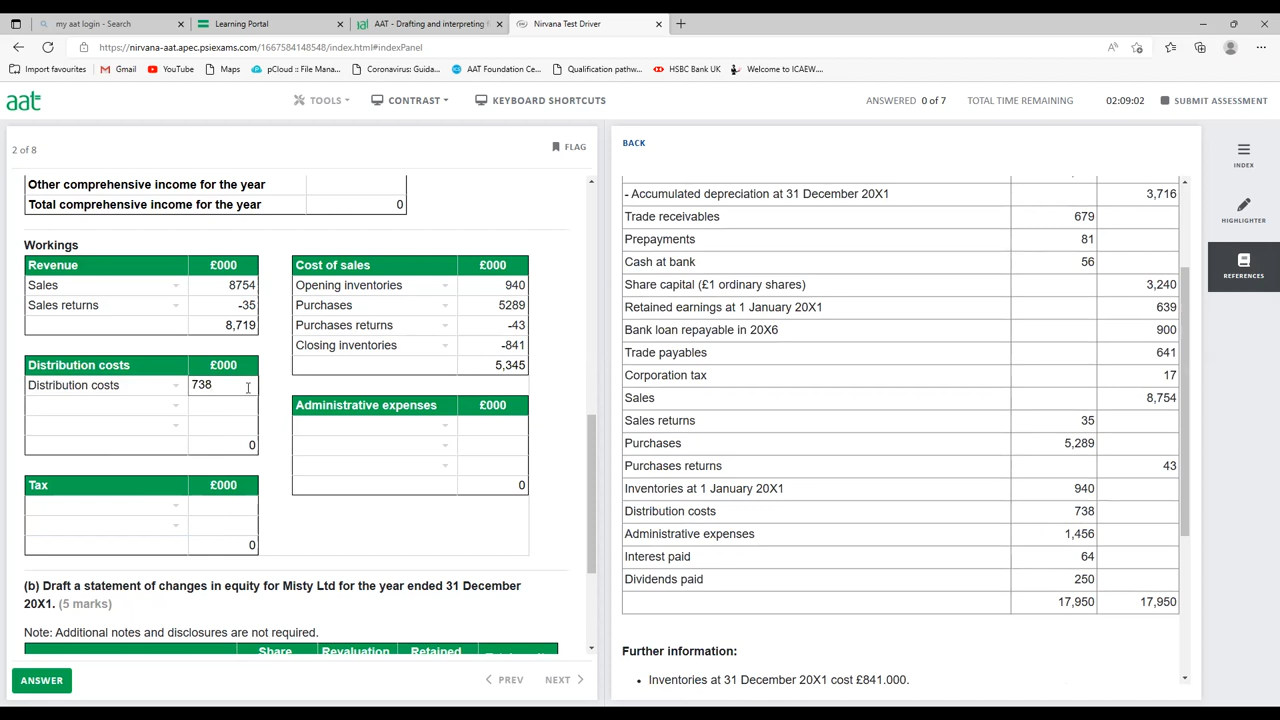 my aat login - Search
Learning Portal
AAT - Drafting and interpreting f
Nirvana Test Driver
https://nirvana-aat.apec.psiexams.com/1667584148548/index.html#indexPanel
Import favourites
Gmail
YouTube
Maps
pCloud :: File Mana...
Coronavirus: Guida...
AAT Foundation Ce...
Qualification pathw...
HSBC Bank UK
Welcome to ICAEW....
aat
TOOLS
CONTRAST
KEYBOARD SHORTCUTS
ANSWERED 0 of 7
TOTAL TIME REMAINING
02:09:02
SUBMIT ASSESSMENT
2 of 8
FLAG
Other comprehensive income for the year
Total comprehensive income for the year 0
Workings
Revenue £000
Sales 8754
Sales returns -35
8,719
Cost of sales £000
Opening inventories 940
Purchases 5289
Purchases returns -43
Closing inventories -841
5,345
Distribution costs £000
Distribution costs 738
0
Administrative expenses £000
0
Tax £000
0
(b) Draft a statement of changes in equity for Misty Ltd for the year ended 31 December
20X1. (5 marks)
Note: Additional notes and disclosures are not required.
Share Revaluation Retained
ANSWER
PREV
NEXT
BACK
- Accumulated depreciation at 31 December 20X1 3,716
Trade receivables 679
Prepayments 81
Cash at bank 56
Share capital (£1 ordinary shares) 3,240
Retained earnings at 1 January 20X1 639
Bank loan repayable in 20X6 900
Trade payables 641
Corporation tax 17
Sales 8,754
Sales returns 35
Purchases 5,289
Purchases returns 43
Inventories at 1 January 20X1 940
Distribution costs 738
Administrative expenses 1,456
Interest paid 64
Dividends paid 250
17,950 17,950
Further information:
• Inventories at 31 December 20X1 cost £841.000.
INDEX
HIGHLIGHTER
REFERENCES